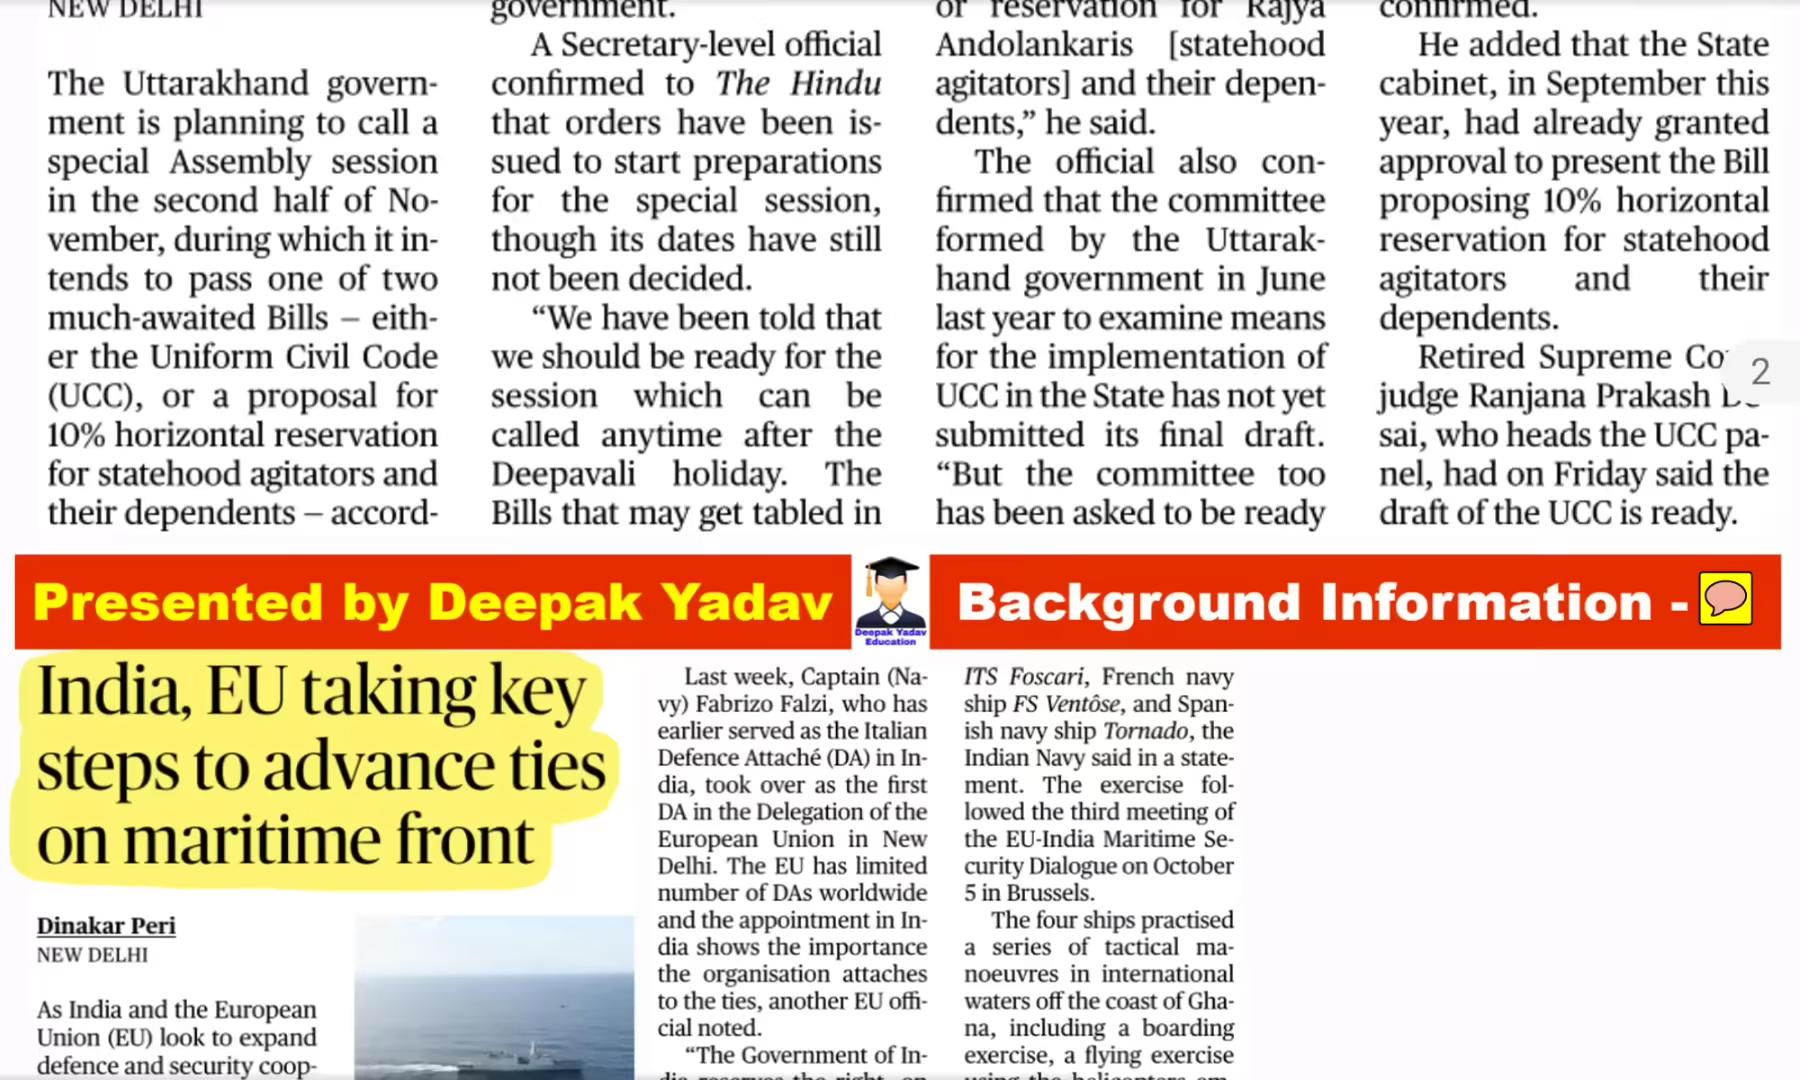 NEW DELHI
The Uttarakhand govern-
ment is planning to call a
special Assembly session
in the second half of No-
vember, during which it in-
tends to pass one of two
much-awaited Bills – eith-
er the Uniform Civil Code
(UCC), or a proposal for
10% horizontal reservation
for statehood agitators and
their dependents – accord-
government.
A Secretary-level official
confirmed to The Hindu
that orders have been is-
sued to start preparations
for the special session,
though its dates have still
not been decided.
“We have been told that
we should be ready for the
session which can be
called anytime after the
Deepavali holiday. The
Bills that may get tabled in
or reservation for Rajya
Andolankaris [statehood
agitators] and their depen-
dents,” he said.
The official also con-
firmed that the committee
formed by the Uttarak-
hand government in June
last year to examine means
for the implementation of
UCC in the State has not yet
submitted its final draft.
“But the committee too
has been asked to be ready
confirmed.
He added that the State
cabinet, in September this
year, had already granted
approval to present the Bill
proposing 10% horizontal
reservation for statehood
agitators and their
dependents.
Retired Supreme
judge Ranjana Prakash
sai, who heads the UCC pa-
nel, had on Friday said the
draft of the UCC is ready.
2
Presented by Deepak Yadav
Deepak Yadav
Education
Background Information -
India, EU taking key
steps to advance ties
on maritime front
Dinakar Peri
NEW DELHI
As India and the European
Union (EU) look to expand
defence and security coop-
Last week, Captain (Na-
vy) Fabrizo Falzi, who has
earlier served as the Italian
Defence Attaché (DA) in In-
dia, took over as the first
DA in the Delegation of the
European Union in New
Delhi. The EU has limited
number of DAs worldwide
and the appointment in In-
dia shows the importance
the organisation attaches
to the ties, another EU offi-
cial noted.
“The Government of In-
dia reserves the right, on
ITS Foscari, French navy
ship FS Ventôse, and Span-
ish navy ship Tornado, the
Indian Navy said in a state-
ment. The exercise fol-
lowed the third meeting of
the EU-India Maritime Se-
curity Dialogue on October
5 in Brussels.
The four ships practised
a series of tactical ma-
noeuvres in international
waters off the coast of Gha-
na, including a boarding
exercise, a flying exercise
using the helicopters em-